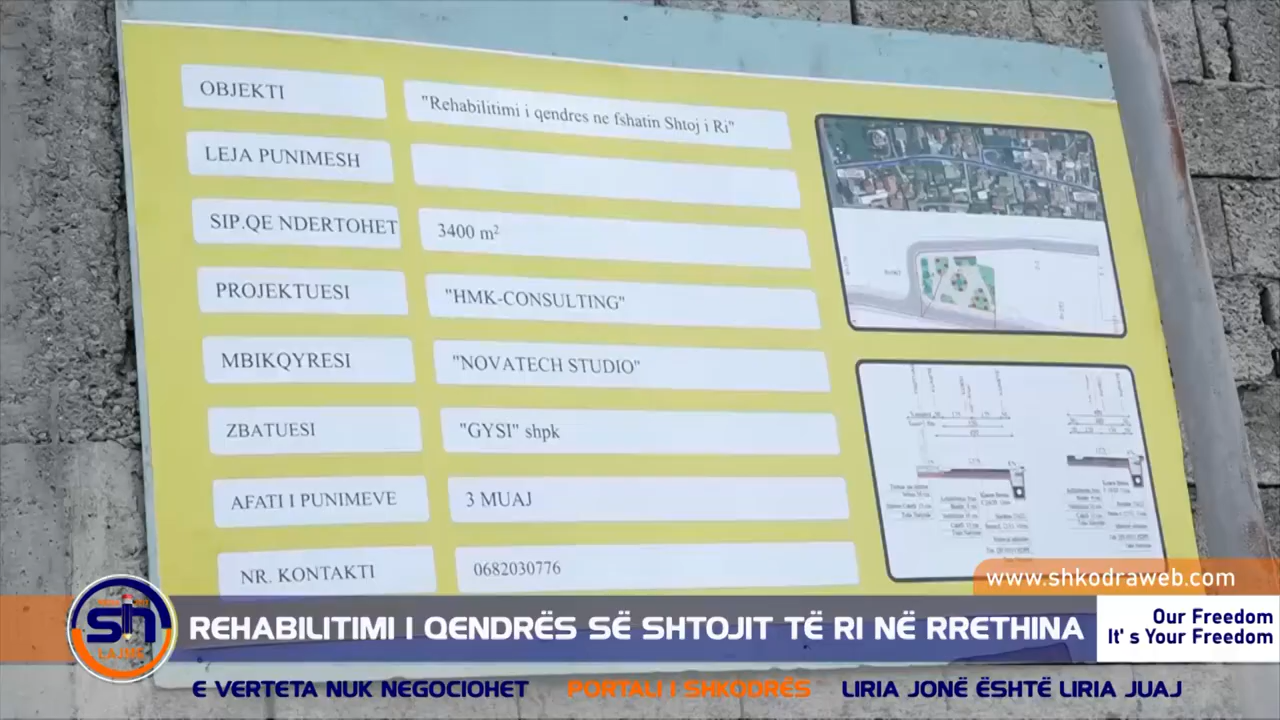 OBJEKTI
"Rehabilitimi i qendres ne fshatin Shtoj i Ri"
LEJA PUNIMESH
SIP.QE NDERTOHET
3400 m²
PROJEKTUESI
"HMK-CONSULTING"
MBIKQYRESI
"NOVATECH STUDIO"
ZBATUESI
"GYSI" shpk
AFATI I PUNIMEVE
3 MUAJ
NR. KONTAKTI
0682030776
www.shkodraweb.com
sh
LAJME
REHABILITIMI I QENDRËS SË SHTOJIT TË RI NË RRETHINA
Our Freedom
It' s Your Freedom
E VERTETA NUK NEGOCIOHET
PORTALI I SHKODRËS
LIRIA JONË ËSHTË LIRIA JUAJ